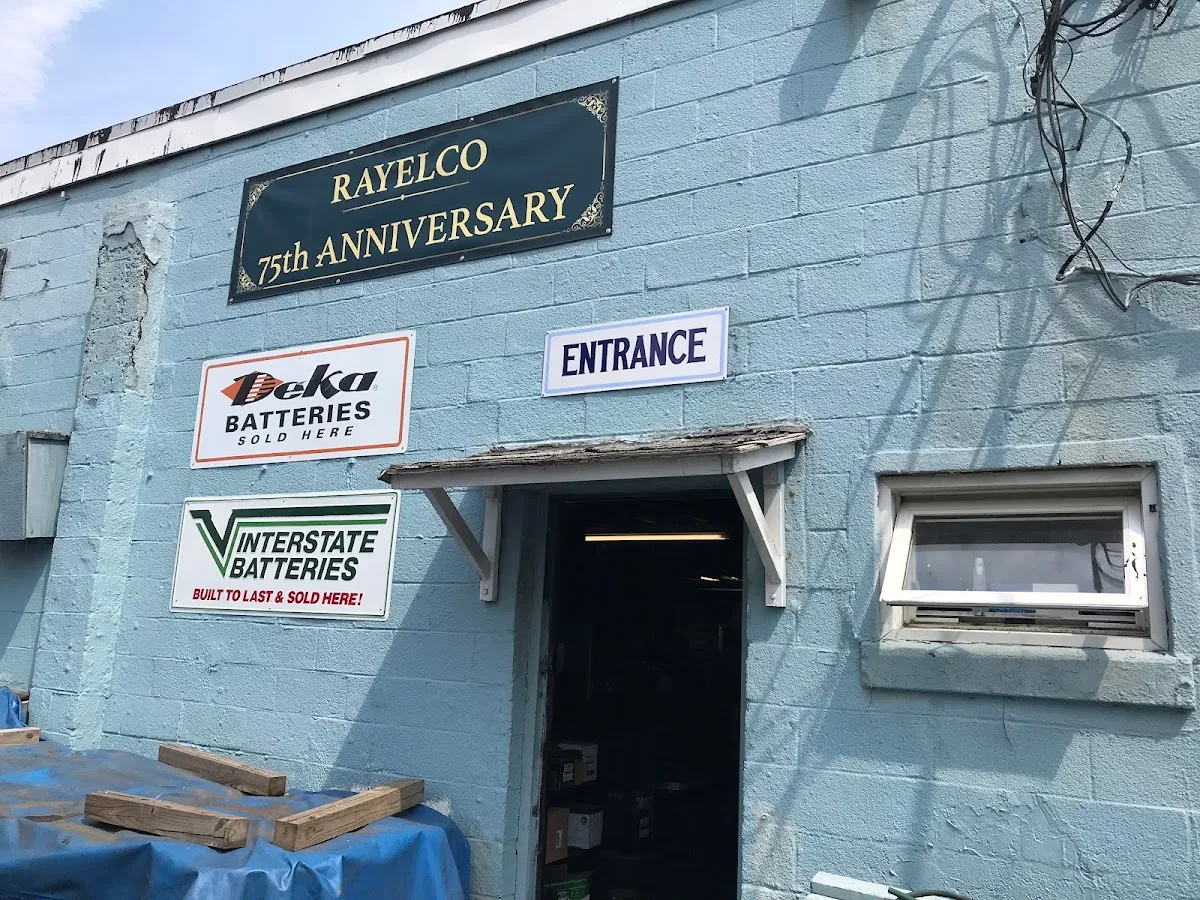 RAYELCO
75th ANNIVERSARY
ENTRANCE
Deka
BATTERIES
SOLD HERE
INTERSTATE
BATTERIES
BUILT TO LAST & SOLD HERE!